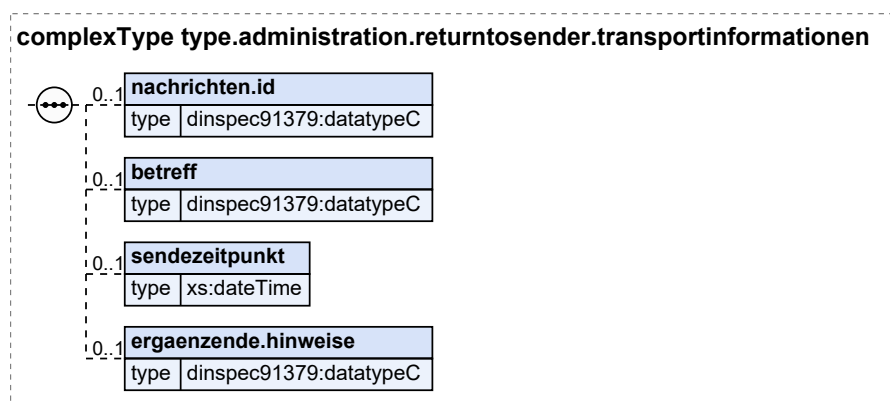 complexType type.administration.returntosender.transportinformationen
0..1 nachrichten.id
type dinspec91379:datatypeC
0..1 betreff
type dinspec91379:datatypeC
0..1 sendezeitpunkt
type xs:dateTime
0..1 ergaenzende.hinweise
type dinspec91379:datatypeC